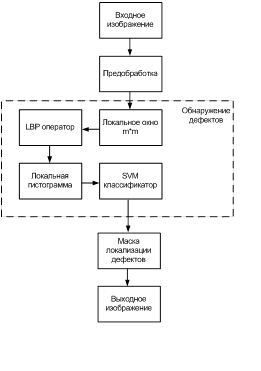 Входное
изображение
Предобработка
Обнаружение
дефектов
Локальное окно
m*m
LBP оператор
Локальная
гистограмма
SVM
классификатор
Маска
локализации
дефектов
Выходное
изображение